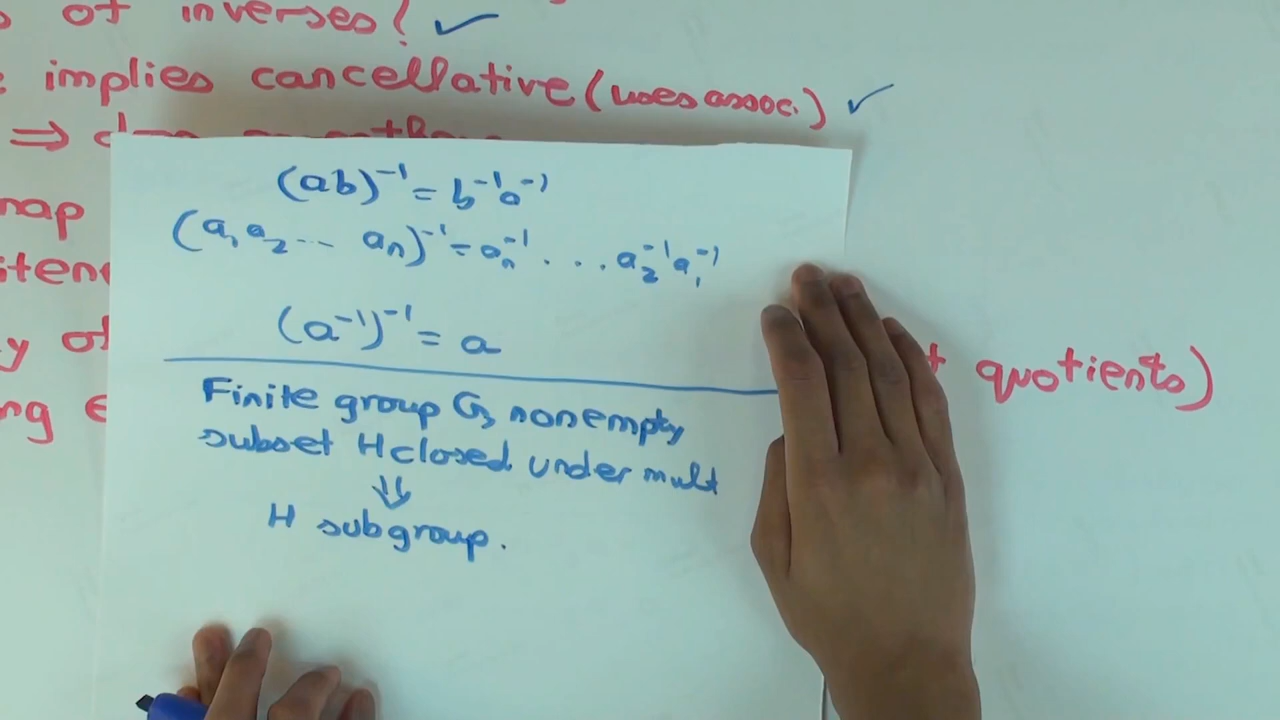 of inverses?
implies cancellative (uses assoc.)
⇒
(ab)⁻¹ = b⁻¹a⁻¹
(a₁a₂... aₙ)⁻¹ = aₙ⁻¹...a₂⁻¹a₁⁻¹
(a⁻¹)⁻¹ = a
quotients)
Finite group G, nonempty
subset H closed under mult
⇓
H subgroup.